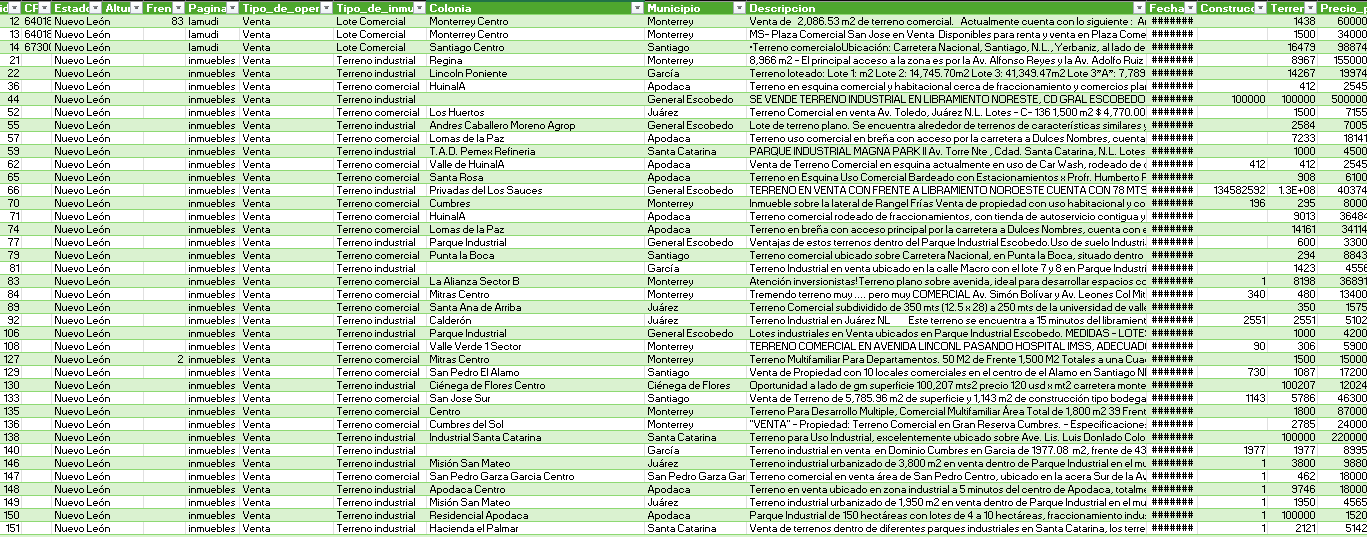 id CP Estado Altu Fren Pagina Tipo_de_oper Tipo_de_inmu Colonia Municipio Descripcion Fecha Construcc Terren Precio_p
12 64018 Nuevo León 83 lamudi Venta Lote Comercial Monterrey Centro Monterrey Venta de 2,086.53 m2 de terreno comercial. Actualmente cuenta con lo siguiente: Ar ####### 1438 60000
13 64018 Nuevo León lamudi Venta Lote Comercial Monterrey Centro Monterrey MS- Plaza Comercial San Jose en Venta Disponibles para renta y venta en Plaza Come ####### 1500 34000
14 67300 Nuevo León lamudi Venta Lote Comercial Santiago Centro Santiago •Terreno comercialoUbicación: Carretera Nacional, Santiago, N.L., Yerbaniz, al lado de ####### 16479 98874
21 Nuevo León inmuebles Venta Terreno comercial Regina Monterrey 8,966 m2 - El principal acceso a la zona es por la Av. Alfonso Reyes y la Av. Adolfo Ruiz ####### 8967 155000
22 Nuevo León inmuebles Venta Terreno industrial Lincoln Poniente García Terreno loteado: Lote 1: m2 Lote 2: 14,745.70m2 Lote 3: 41,349.47m2 Lote 3*A*: 7,789 ####### 14267 19974
36 Nuevo León inmuebles Venta Terreno comercial HuinalA Apodaca Terreno en esquina comercial y habitacional cerca de fraccionamiento y comercios plan ####### 412 2545
44 Nuevo León inmuebles Venta Terreno industrial General Escobedo SE VENDE TERRENO INDUSTRIAL EN LIBRAMIENTO NORESTE, CD GRAL ESCOBEDO ####### 100000 100000 50000
52 Nuevo León inmuebles Venta Terreno comercial Los Huertos Juárez Terreno Comercial en venta Av. Toledo, Juárez N.L. Lotes - C- 136 1,500 m2 $ 4,770.00 ####### 1500 7155
55 Nuevo León inmuebles Venta Terreno industrial Andres Caballero Moreno Agrop General Escobedo Lote de terreno plano. Se encuentra alrededor de terrenos de características similares y ####### 2584 7005
57 Nuevo León inmuebles Venta Terreno comercial Lomas de la Paz Apodaca Terreno uso comercial en breña con acceso por la carretera a Dulces Nombres, cuenta ####### 7233 18141
59 Nuevo León inmuebles Venta Terreno industrial T.A.D. Pemex Refineria Santa Catarina PARQUE INDUSTRIAL MAGNA PARK II Av. Torre Nte , Cdad. Santa Catarina, N.L. Lotes ####### 1000 4500
62 Nuevo León inmuebles Venta Terreno comercial Valle de HuinalA Apodaca Venta de Terreno Comercial en esquina actualmente en uso de Car Wash, rodeado de c ####### 412 412 2545
65 Nuevo León inmuebles Venta Terreno comercial Santa Rosa Apodaca Terreno en Esquina Uso Comercial Bardeado con Estacionamientos x Profr. Humberto F ####### 908 6100
66 Nuevo León inmuebles Venta Terreno industrial Privadas del Los Sauces General Escobedo TERRENO EN VENTA CON FRENTE A LIBRAMIENTO NOROESTE CUENTA CON 78 MTS ####### 134582592 1.3E+08 40374
70 Nuevo León inmuebles Venta Terreno comercial Cumbres Monterrey Inmueble sobre la lateral de Rangel Frías Venta de propiedad con uso habitacional y co ####### 196 295 8000
71 Nuevo León inmuebles Venta Terreno comercial HuinalA Apodaca Terreno comercial rodeado de fraccionamientos, con tienda de autoservicio contigua y ####### 9013 36484
74 Nuevo León inmuebles Venta Terreno comercial Lomas de la Paz Apodaca Terreno en breña con acceso principal por la carretera a Dulces Nombres, cuenta con e ####### 14161 34114
77 Nuevo León inmuebles Venta Terreno industrial Parque Industrial General Escobedo Ventajas de estos terrenos dentro del Parque Industrial Escobedo.Uso de suelo Industri ####### 600 3300
79 Nuevo León inmuebles Venta Terreno comercial Punta la Boca Santiago Terreno comercial ubicado sobre Carretera Nacional, en Punta la Boca, situado dentro ####### 294 8843
81 Nuevo León inmuebles Venta Terreno industrial García Terreno Industrial en venta ubicado en la calle Macro con el lote 7 y 8 en Parque Industri ####### 1423 4556
83 Nuevo León inmuebles Venta Terreno industrial La Alianza Sector B Monterrey Atención inversionistas!Terreno plano sobre avenida, ideal para desarrollar espacios co ####### 1 8198 36891
84 Nuevo León inmuebles Venta Terreno comercial Mitras Centro Monterrey Tremendo terreno muy .... pero muy COMERCIAL Av. Simón Bolívar y Av. Leones Col Mit ####### 340 480 13400
89 Nuevo León inmuebles Venta Terreno comercial Santa Ana de Arriba Juárez Terreno Comercial subdividido de 350 ms (12.5 x 28) a 250 mts de la universidad de valle ####### 350 1575
92 Nuevo León inmuebles Venta Terreno industrial Calderón Juárez Terreno Industrial en Juárez NL Este terreno se encuentra a 15 minutos del libramient ####### 2551 2551 5102
106 Nuevo León inmuebles Venta Terreno industrial Parque Industrial General Escobedo Lotes industriales en Venta ubicados en Parque Industrial Escobedo. MEDIDAS - LOTE ####### 1000 4200
108 Nuevo León inmuebles Venta Terreno comercial Valle Verde 1 Sector Monterrey TERRENO COMERCIAL EN AVENIDA LINCONL PASANDO HOSPITAL IMSS, ADECUAD ####### 90 306 5900
127 Nuevo León 2 inmuebles Venta Terreno comercial Mitras Centro Monterrey Terreno Multifamiliar Para Departamentos. 50 M2 de Frente 1,500 M2 Totales a una Cuad ####### 1500 15000
129 Nuevo León inmuebles Venta Terreno comercial San Pedro El Alamo Santiago Venta de Propiedad con 10 locales comerciales en el centro de el Alamo en Santiago Nl ####### 730 1087 17200
130 Nuevo León inmuebles Venta Terreno industrial Ciénega de Flores Centro Ciénega de Flores Oportunidad a lado de gm superficie 100,207 mts2 precio 120 usd x mt2 carretera monte ####### 100207 12024
133 Nuevo León inmuebles Venta Terreno comercial San Jose Sur Santiago Venta de Terreno de 5,785.96 m2 de superficie y 1,143 m2 de construcción tipo bodega ####### 1143 5786 46300
135 Nuevo León inmuebles Venta Terreno comercial Centro Monterrey Terreno Para Desarrollo Multiple, Comercial Multifamiliar Área Total de 1,800 m2 39 Frent ####### 1800 87000
136 Nuevo León inmuebles Venta Terreno comercial Cumbres del Sol Monterrey "VENTA" - Propiedad: Terreno Comercial en Gran Reserva Cumbres. - Especificacione: ####### 2785 24000
138 Nuevo León inmuebles Venta Terreno industrial Industrial Santa Catarina Santa Catarina Terreno para Uso Industrial, excelentemente ubicado sobre Ave. Lis. Luis Donlado Colo ####### 100000 220000
140 Nuevo León inmuebles Venta Terreno industrial García Terreno industrial en venta en Dominio Cumbres en Garcia de 1977.08 m2, frente de 43 ####### 1977 1977 8995
146 Nuevo León inmuebles Venta Terreno industrial Misión San Mateo Juárez Terreno industrial urbanizado de 3,800 m2 en venta dentro de Parque Industrial en el mu ####### 1 3800 9880
147 Nuevo León inmuebles Venta Terreno comercial San Pedro Garza Garcia Centro San Pedro Garza Gar Terreno comercial en venta área de San Pedro Centro, ubicado en la acera Sur de la Av ####### 1 462 18000
148 Nuevo León inmuebles Venta Terreno industrial Apodaca Centro Apodaca Terreno en venta ubicado en zona industrial a 5 minutos del centro de Apodaca, totalme ####### 1 9746 18000
149 Nuevo León inmuebles Venta Terreno industrial Misión San Mateo Juárez Terreno industrial urbanizado de 1,950 m2 en venta dentro de Parque Industrial en el mu ####### 1 1950 4565
150 Nuevo León inmuebles Venta Terreno industrial Residencial Apodaca Apodaca Parque Industrial de 150 hectáreas con lotes de 4 a 10 hectáreas, fraccionamiento indus ####### 1 100000 1520
151 Nuevo León inmuebles Venta Terreno industrial Hacienda el Palmar Santa Catarina Venta de terrenos dentro de diferentes parques industriales en Santa Catarina, los terre ####### 1 2121 5142